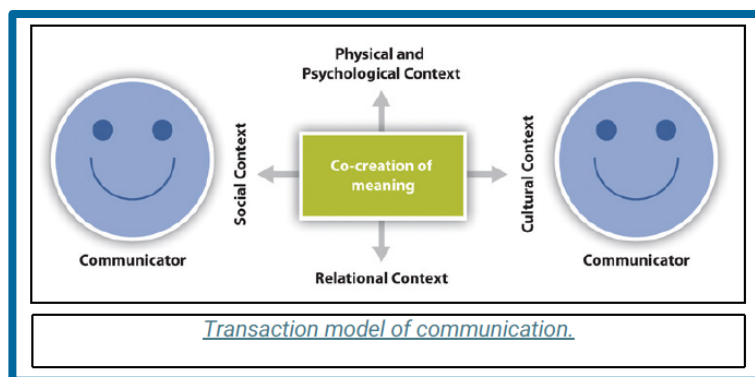 Physical and
Psychological Context
Social Context
Co-creation of
meaning
Cultural Context
Communicator
Relational Context
Communicator
Transaction model of communication.